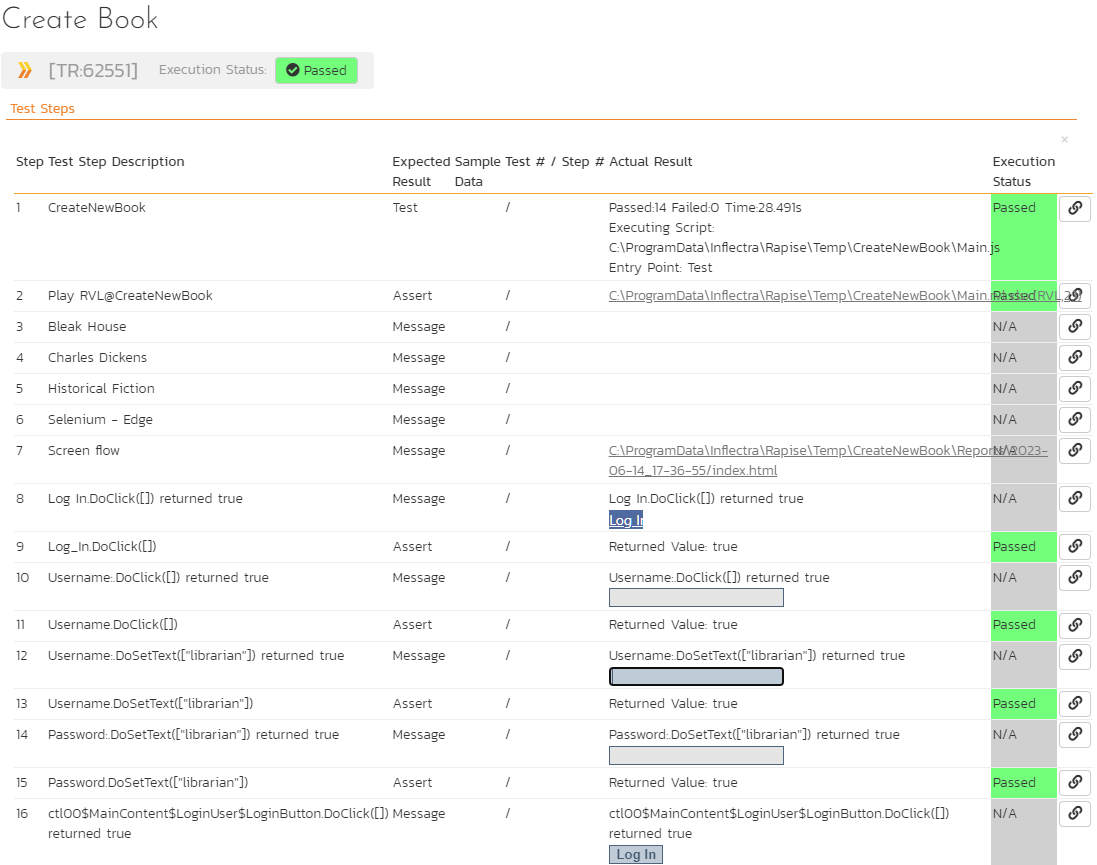 Create Book
[TR:62551] Execution Status: Passed
Test Steps
×
Step Test Step Description Expected Result Sample Data Test # / Step # Actual Result Execution Status
1 CreateNewBook Test / Passed:14 Failed:0 Time:28.491s Passed
Executing Script:
C:\ProgramData\Inflectra\Rapise\Temp\CreateNewBook\Main.js
Entry Point: Test
2 Play RVL@CreateNewBook Assert / C:\ProgramData\Inflectra\Rapise\Temp\CreateNewBook\Main. Passed
3 Bleak House Message / N/A
4 Charles Dickens Message / N/A
5 Historical Fiction Message / N/A
6 Selenium - Edge Message / N/A
7 Screen flow Message / C:\ProgramData\Inflectra\Rapise\Temp\CreateNewBook\Reports\2023- N/A
06-14_17-36-55/index.html
8 Log In.DoClick([]) returned true Message / Log In.DoClick([]) returned true N/A
Log In
9 Log_In.DoClick([]) Assert / Returned Value: true Passed
10 Username:.DoClick([]) returned true Message / Username:.DoClick([]) returned true N/A
11 Username.DoClick([]) Assert / Returned Value: true Passed
12 Username:.DoSetText(["librarian"]) returned true Message / Username:.DoSetText(["librarian"]) returned true N/A
13 Username.DoSetText(["librarian"]) Assert / Returned Value: true Passed
14 Password:.DoSetText(["librarian"]) returned true Message / Password:.DoSetText(["librarian"]) returned true N/A
15 Password.DoSetText(["librarian"]) Assert / Returned Value: true Passed
16 ctl00$MainContent$LoginUser$LoginButton.DoClick([]) Message / ctl00$MainContent$LoginUser$LoginButton.DoClick([]) N/A
returned true returned true
Log In